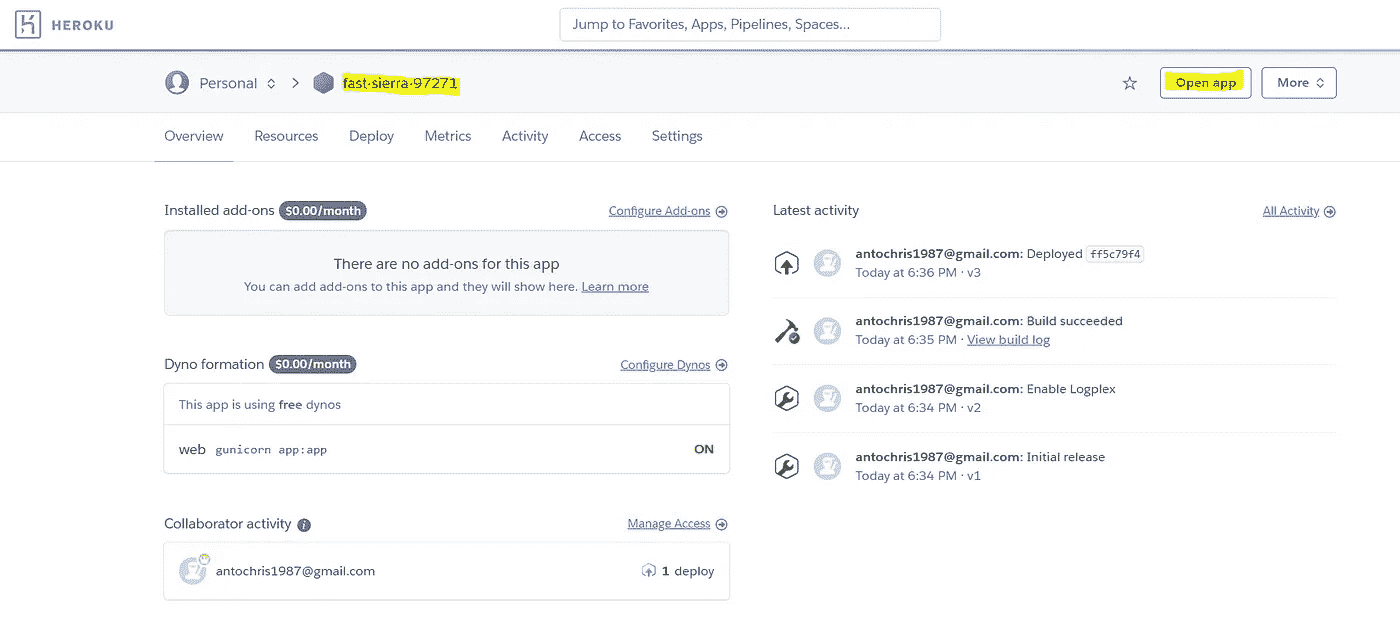 HEROKU
Jump to Favorites, Apps, Pipelines, Spaces...
Personal
fast-sierra-97271
Open app
More
Overview
Resources
Deploy
Metrics
Activity
Access
Settings
Installed add-ons $0.00/month
Configure Add-ons
There are no add-ons for this app
You can add add-ons to this app and they will show here. Learn more
Dyno formation $0.00/month
Configure Dynos
This app is using free dynos
web gunicorn app:app
ON
Collaborator activity
Manage Access
antochris1987@gmail.com
1 deploy
Latest activity
All Activity
antochris1987@gmail.com: Deployed ff5c79f4
Today at 6:36 PM · v3
antochris1987@gmail.com: Build succeeded
Today at 6:35 PM · View build log
antochris1987@gmail.com: Enable Logplex
Today at 6:34 PM · v2
antochris1987@gmail.com: Initial release
Today at 6:34 PM · v1